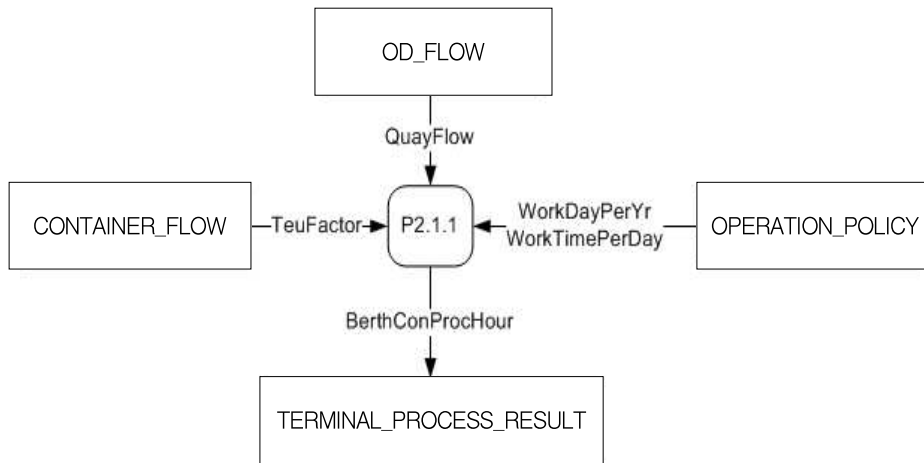 OD_FLOW
QuayFlow
CONTAINER_FLOW
TeuFactor
P2.1.1
WorkDayPerYr
WorkTimePerDay
OPERATION_POLICY
BerthConProcHour
TERMINAL_PROCESS_RESULT